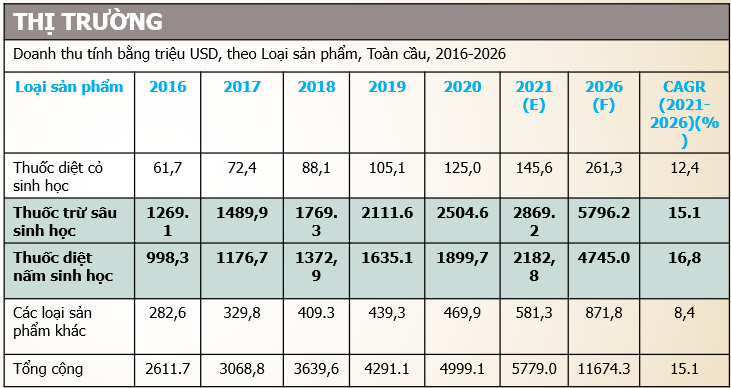 THỊ TRƯỜNG
Doanh thu tính bằng triệu USD, theo Loại sản phẩm, Toàn cầu, 2016-2026
Loại sản phẩm 2016 2017 2018 2019 2020 2021 (E) 2026 (F) CAGR (2021-2026)(%)
Thuốc diệt cỏ sinh học 61,7 72,4 88,1 105,1 125,0 145,6 261,3 12,4
Thuốc trừ sâu sinh học 1269.1 1489,9 1769.3 2111.6 2504.6 2869.2 5796.2 15.1
Thuốc diệt nấm sinh học 998,3 1176,7 1372,9 1635.1 1899,7 2182,8 4745.0 16,8
Các loại sản phẩm khác 282,6 329,8 409.3 439,3 469,9 581,3 871,8 8,4
Tổng cộng 2611.7 3068,8 3639,6 4291.1 4999.1 5779.0 11674.3 15.1